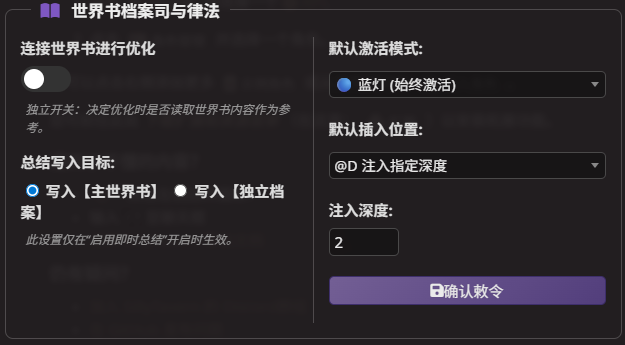 世界书档案司与律法
连接世界书进行优化
独立开关：决定优化时是否读取世界书内容作为参
考。
总结写入目标:
写入【主世界书】 写入【独立档
案】
此设置仅在“启用即时总结”开启时生效。
默认激活模式:
蓝灯 (始终激活)
默认插入位置:
@D 注入指定深度
注入深度:
2
确认敕令